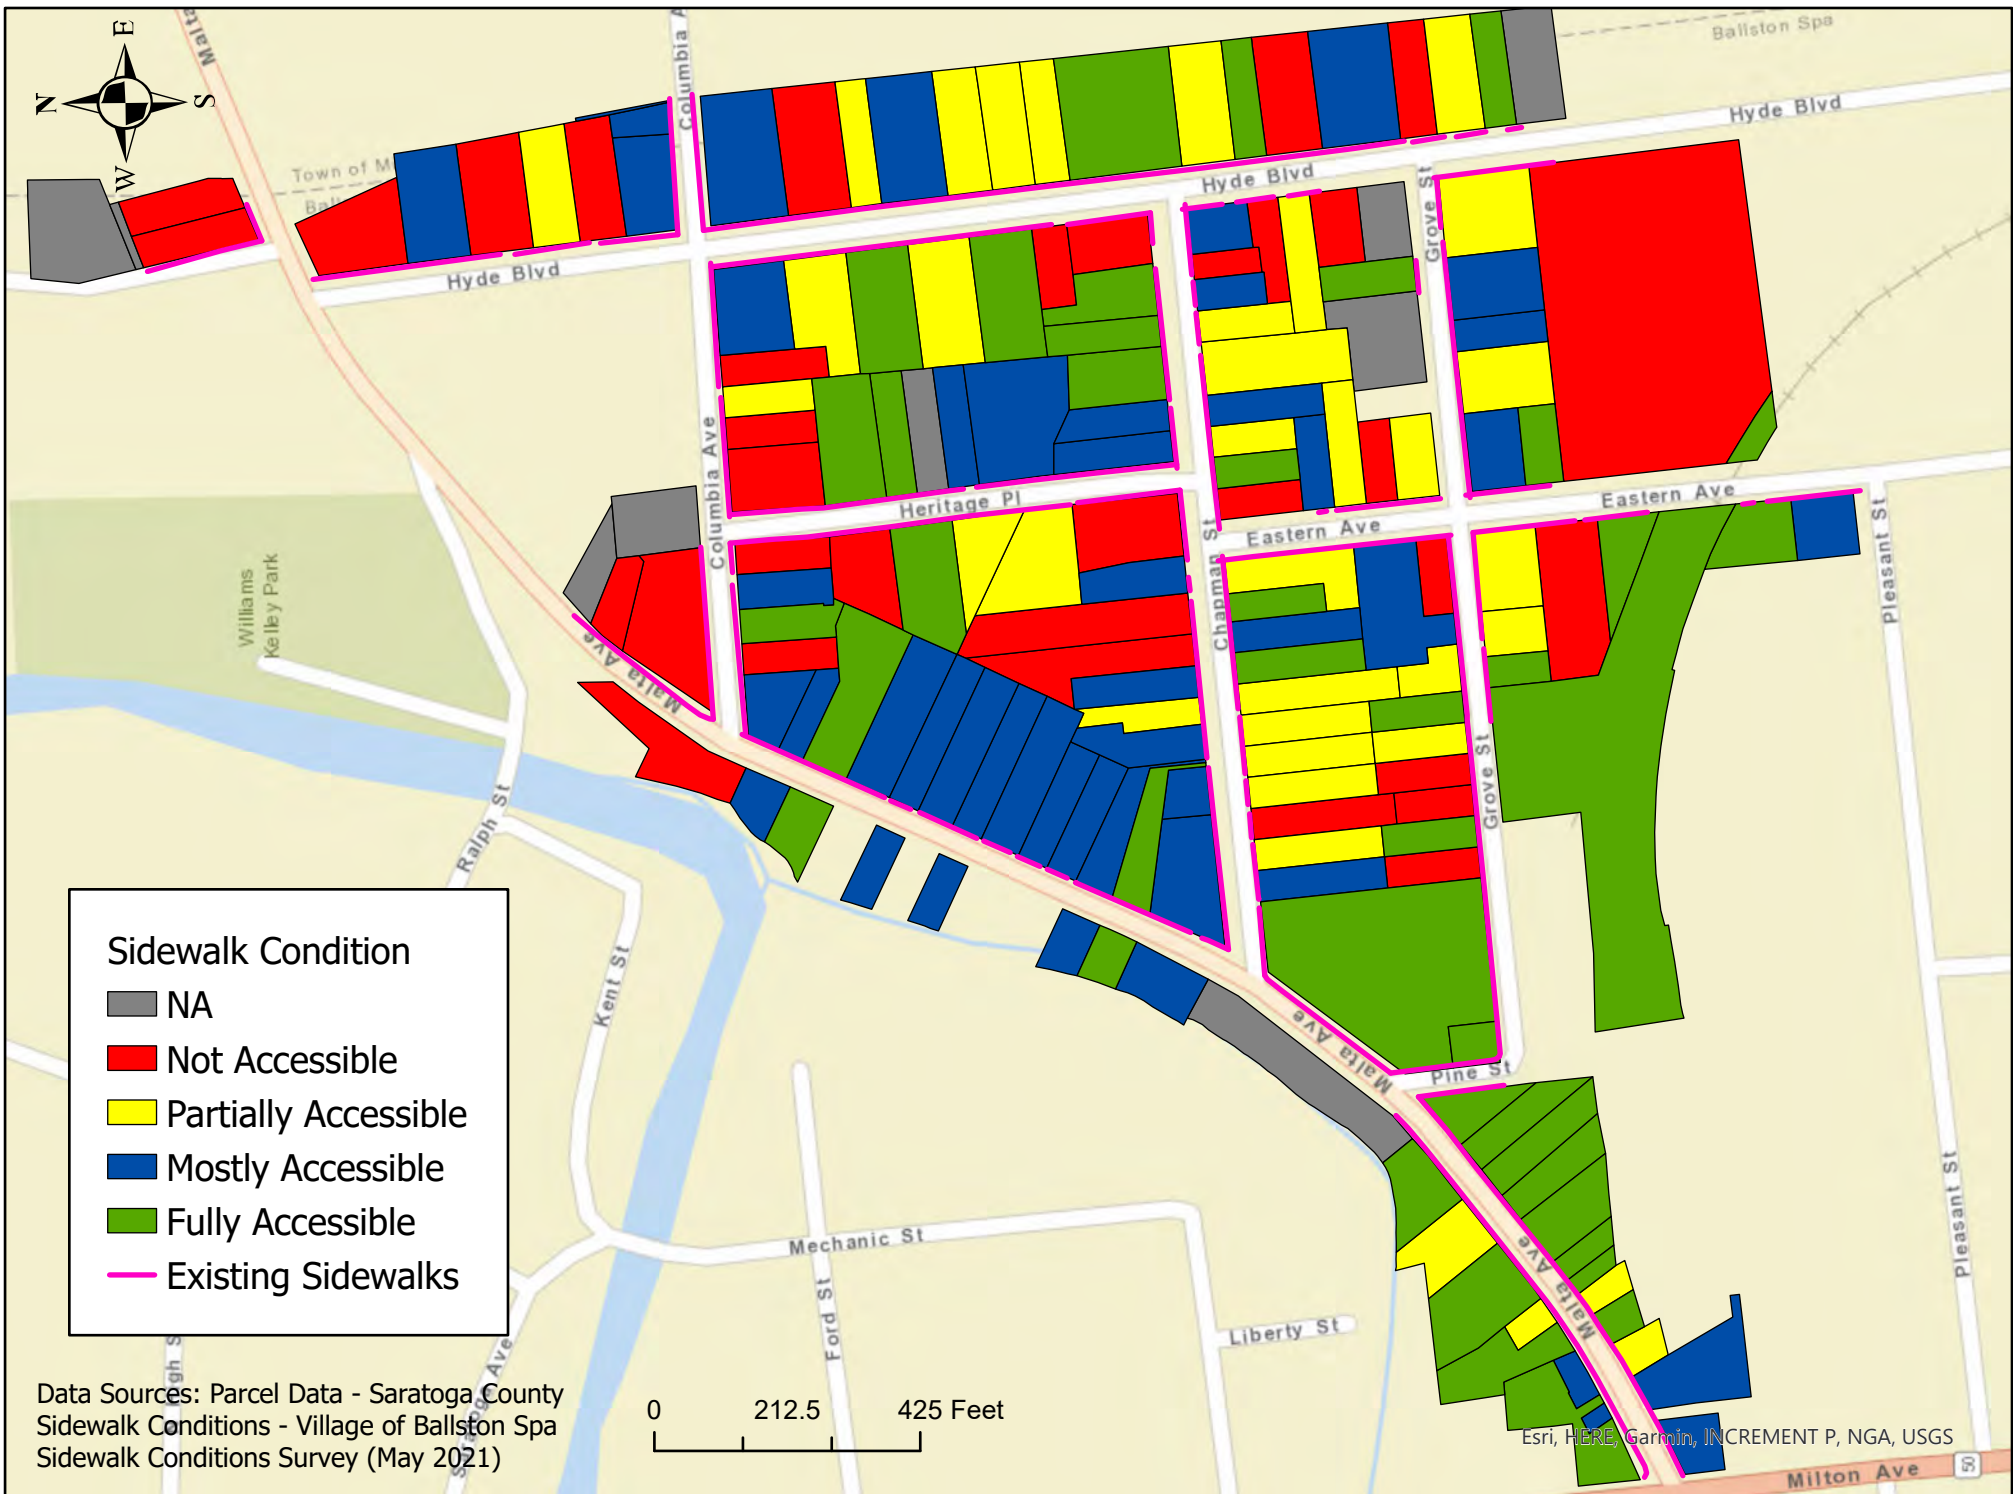 Malta
Columbia A
Ballston Spa
E
N
S
W
Hyde Blvd
Town of M
Ball
Hyde Blvd
Grove St
Hyde Blvd
Columbia Ave
Heritage Pl
Eastern Ave
Eastern Ave
Chapman St
Pleasant St
Williams
Kelley Park
Malta Ave
Ralph St
Grove St
Kent St
Malta Ave
Pine St
Sidewalk Condition
NA
Not Accessible
Partially Accessible
Mostly Accessible
Fully Accessible
Existing Sidewalks
Mechanic St
Ford St
Liberty St
Malta Ave
Pleasant St
Saratoga Ave
Data Sources: Parcel Data - Saratoga County
Sidewalk Conditions - Village of Ballston Spa
Sidewalk Conditions Survey (May 2021)
0 212.5 425 Feet
Esri, HERE, Garmin, INCREMENT P, NGA, USGS
Milton Ave
50